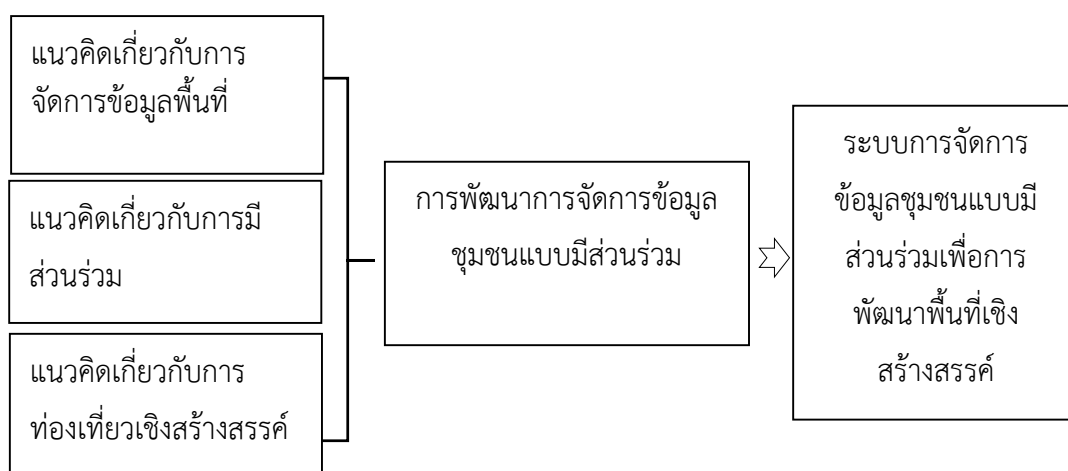 แนวคิดเกี่ยวกับการ
จัดการข้อมูลพื้นที่
แนวคิดเกี่ยวกับการมี
ส่วนร่วม
แนวคิดเกี่ยวกับการ
ท่องเที่ยวเชิงสร้างสรรค์
การพัฒนาการจัดการข้อมูล
ชุมชนแบบมีส่วนร่วม
ระบบการจัดการ
ข้อมูลชุมชนแบบมี
ส่วนร่วมเพื่อการ
พัฒนาพื้นที่เชิง
สร้างสรรค์